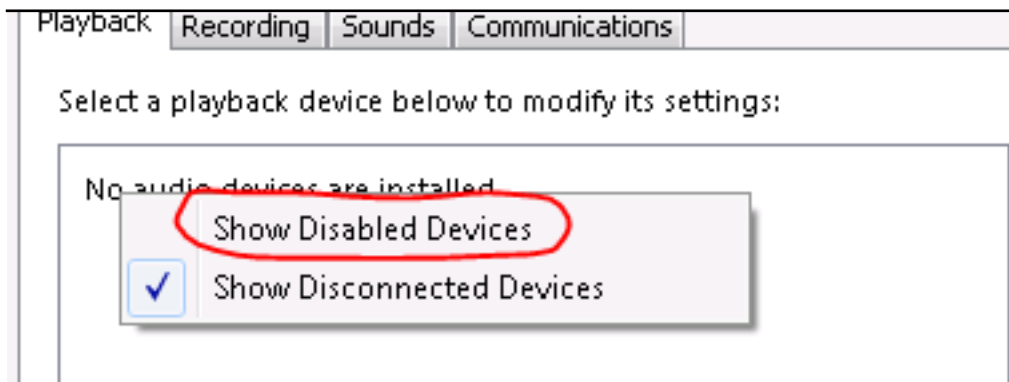 Playback Recording Sounds Communications
Select a playback device below to modify its settings:
No audio devices are installed
Show Disabled Devices
Show Disconnected Devices